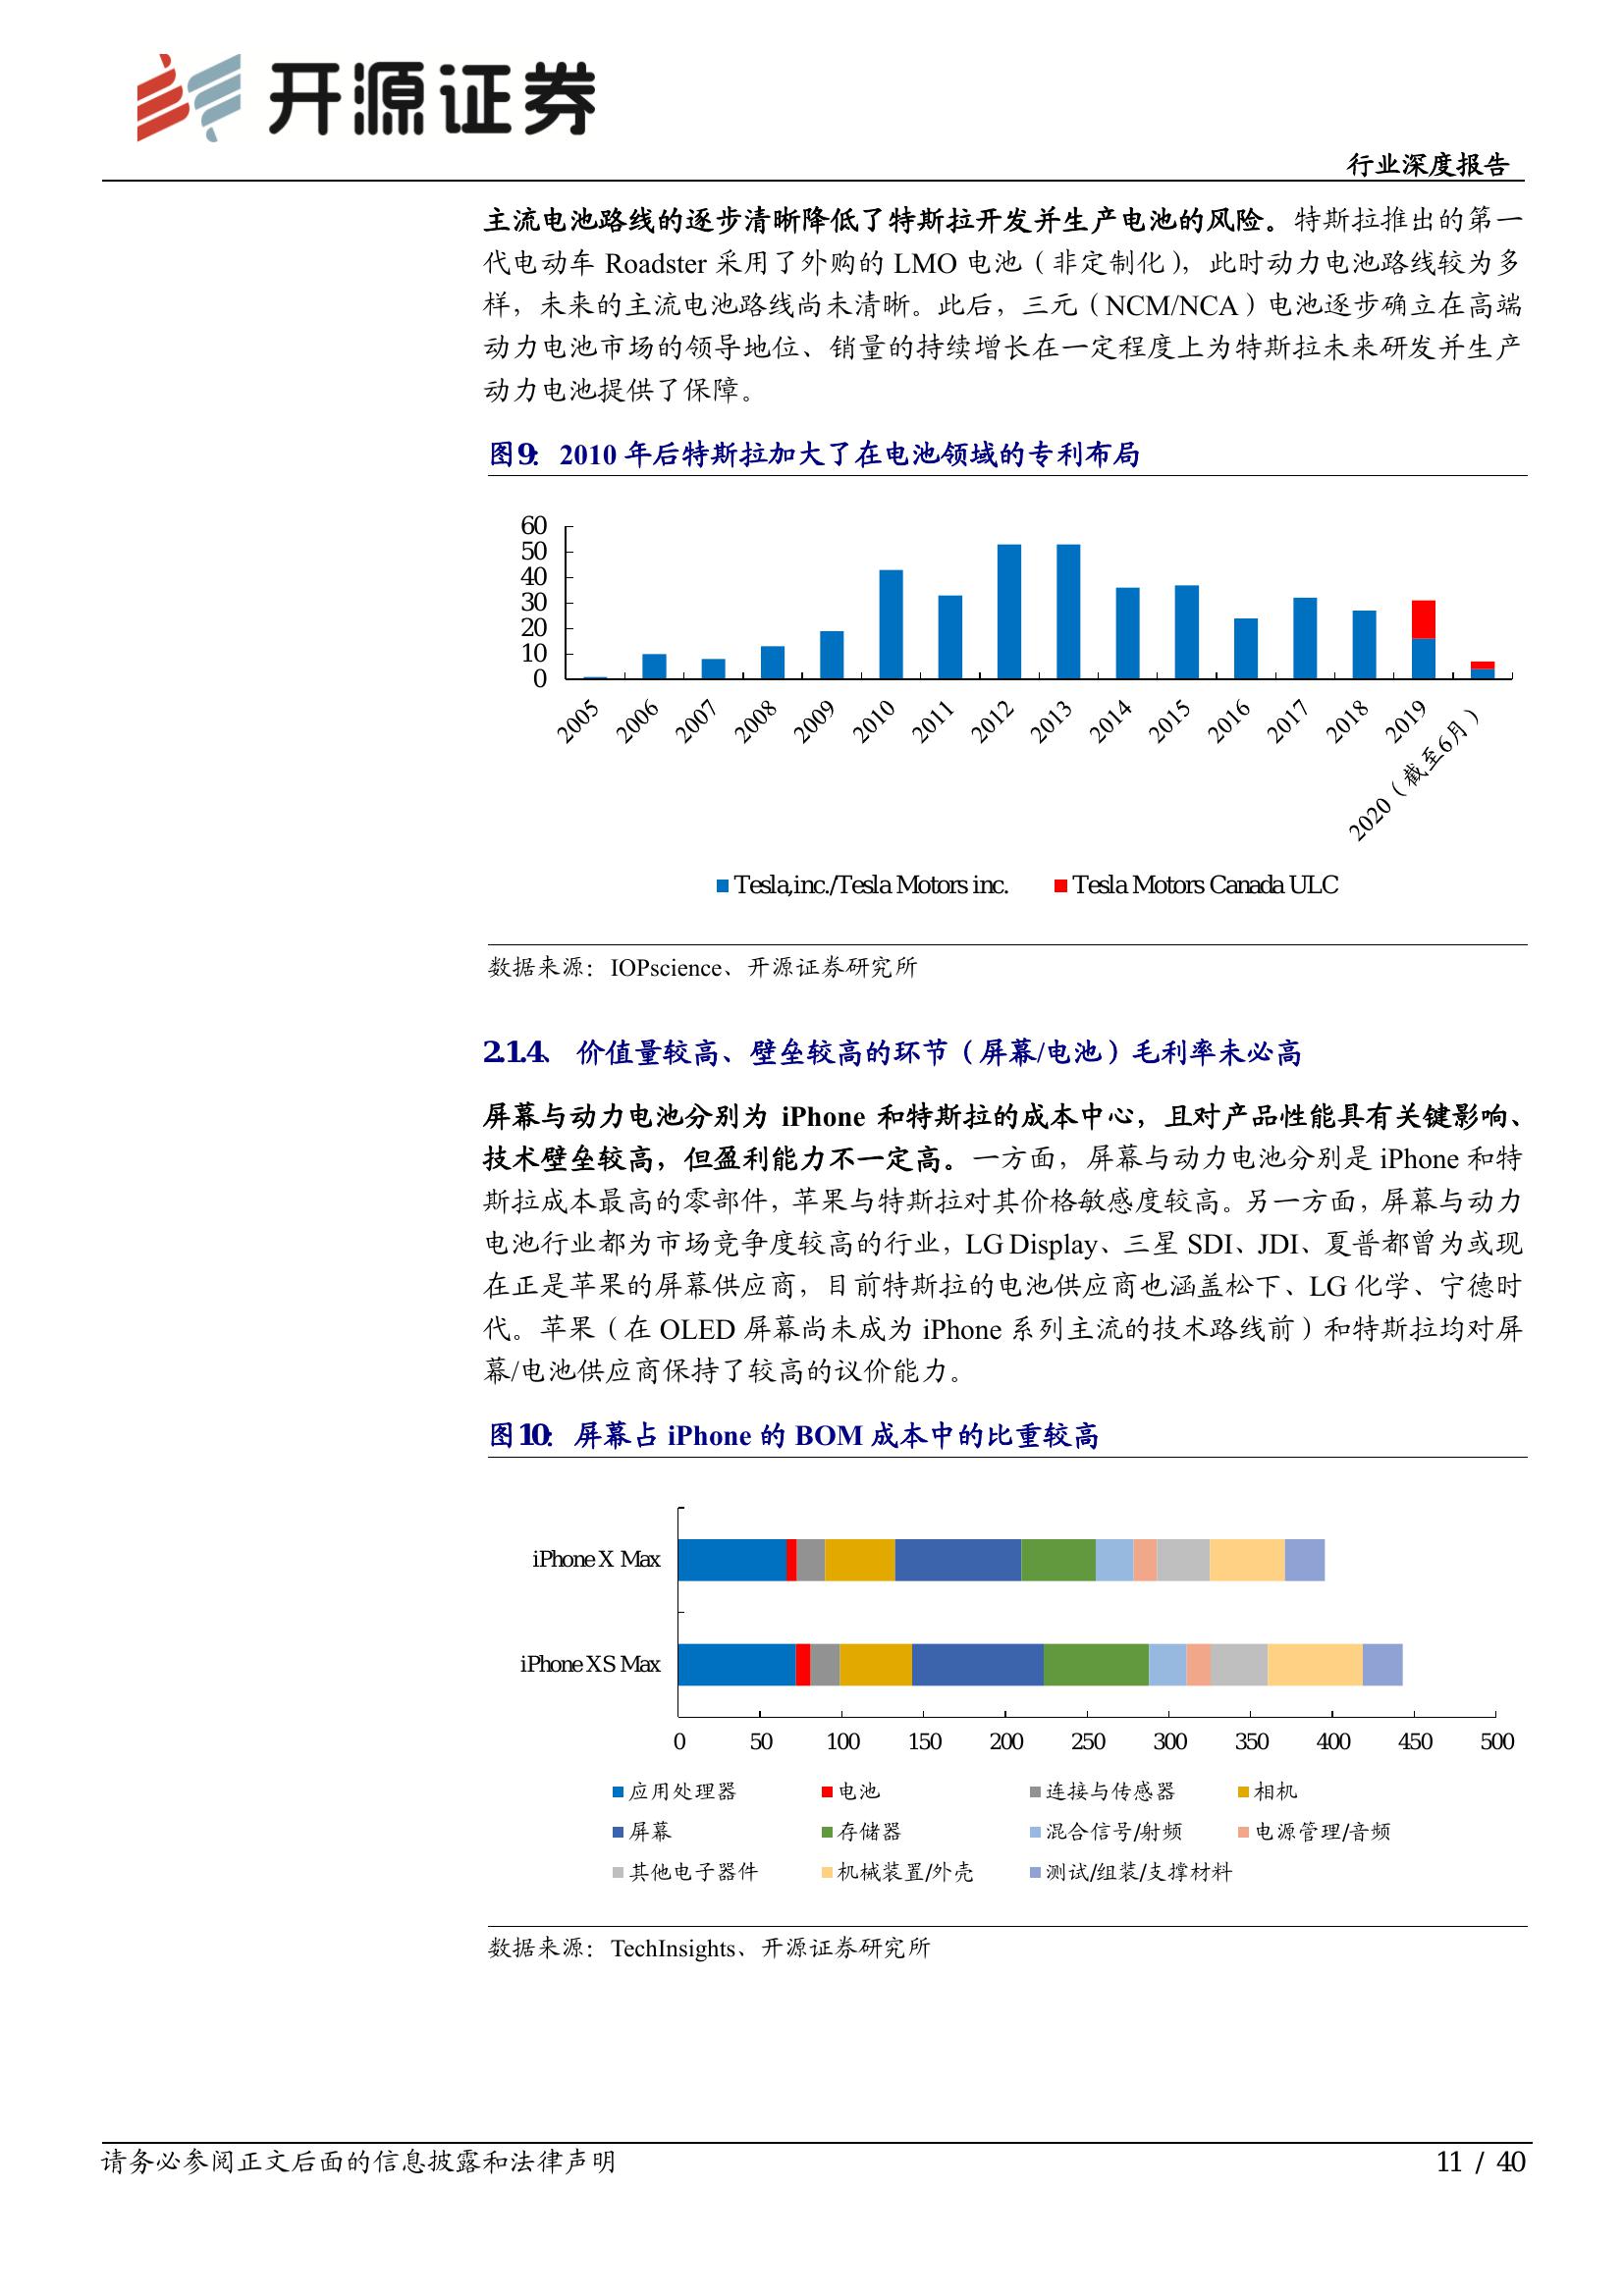 开源证券
行业深度报告
主流电池路线的逐步清晰降低了特斯拉开发并生产电池的风险。特斯拉推出的第一
代电动车 Roadster 采用了外购的 LMO 电池（非定制化），此时动力电池路线较为多
样，未来的主流电池路线尚未清晰。此后，三元（NCM/NCA）电池逐步确立在高端
动力电池市场的领导地位、销量的持续增长在一定程度上为特斯拉未来研发并生产
动力电池提供了保障。
图9： 2010 年后特斯拉加大了在电池领域的专利布局
60
50
40
30
20
10
0
2005 2006 2007 2008 2009 2010 2011 2012 2013 2014 2015 2016 2017 2018 2019 2020（截至6月）
Tesla,inc./Tesla Motors inc. Tesla Motors Canada ULC
数据来源：IOPscience、开源证券研究所
2.1.4、 价值量较高、壁垒较高的环节（屏幕/电池）毛利率未必高
屏幕与动力电池分别为 iPhone 和特斯拉的成本中心，且对产品性能具有关键影响、
技术壁垒较高，但盈利能力不一定高。一方面，屏幕与动力电池分别是 iPhone 和特
斯拉成本最高的零部件，苹果与特斯拉对其价格敏感度较高。另一方面，屏幕与动力
电池行业都为市场竞争度较高的行业，LG Display、三星 SDI、JDI、夏普都曾为或现
在正是苹果的屏幕供应商，目前特斯拉的电池供应商也涵盖松下、LG 化学、宁德时
代。苹果（在 OLED 屏幕尚未成为 iPhone 系列主流的技术路线前）和特斯拉均对屏
幕/电池供应商保持了较高的议价能力。
图10： 屏幕占 iPhone 的 BOM 成本中的比重较高
iPhone X Max
iPhone XS Max
0 50 100 150 200 250 300 350 400 450 500
应用处理器 电池 连接与传感器 相机
屏幕 存储器 混合信号/射频 电源管理/音频
其他电子器件 机械装置/外壳 测试/组装/支撑材料
数据来源：TechInsights、开源证券研究所
请务必参阅正文后面的信息披露和法律声明
11 / 40